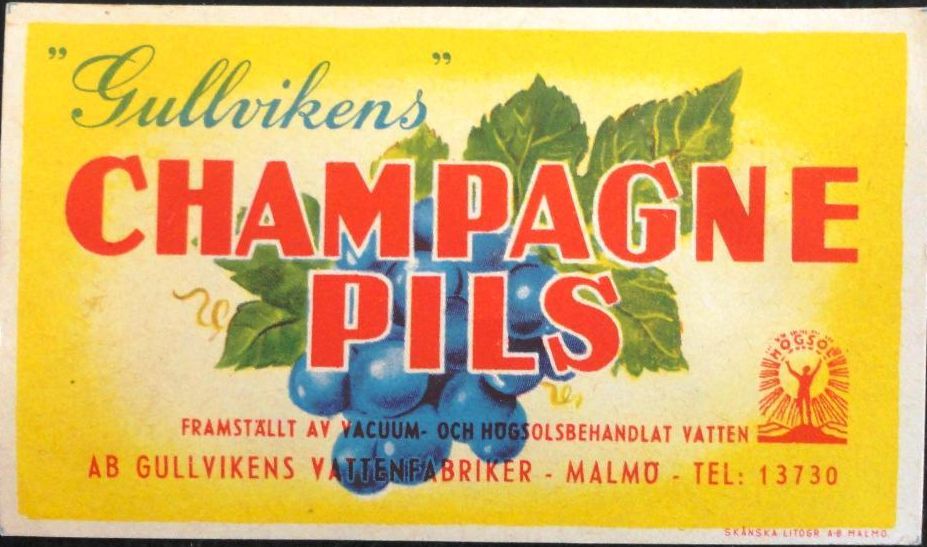 "Gullvikens"
CHAMPAGNE
PILS
HÖGSOL
FRAMSTÄLLT AV VACUUM- OCH HÖGSOLSBEHANDLAT VATTEN
AB GULLVIKENS VATTENFABRIKER - MALMÖ - TEL: 13730
SKÅNSKA LITOGR. A-B. MALMÖ